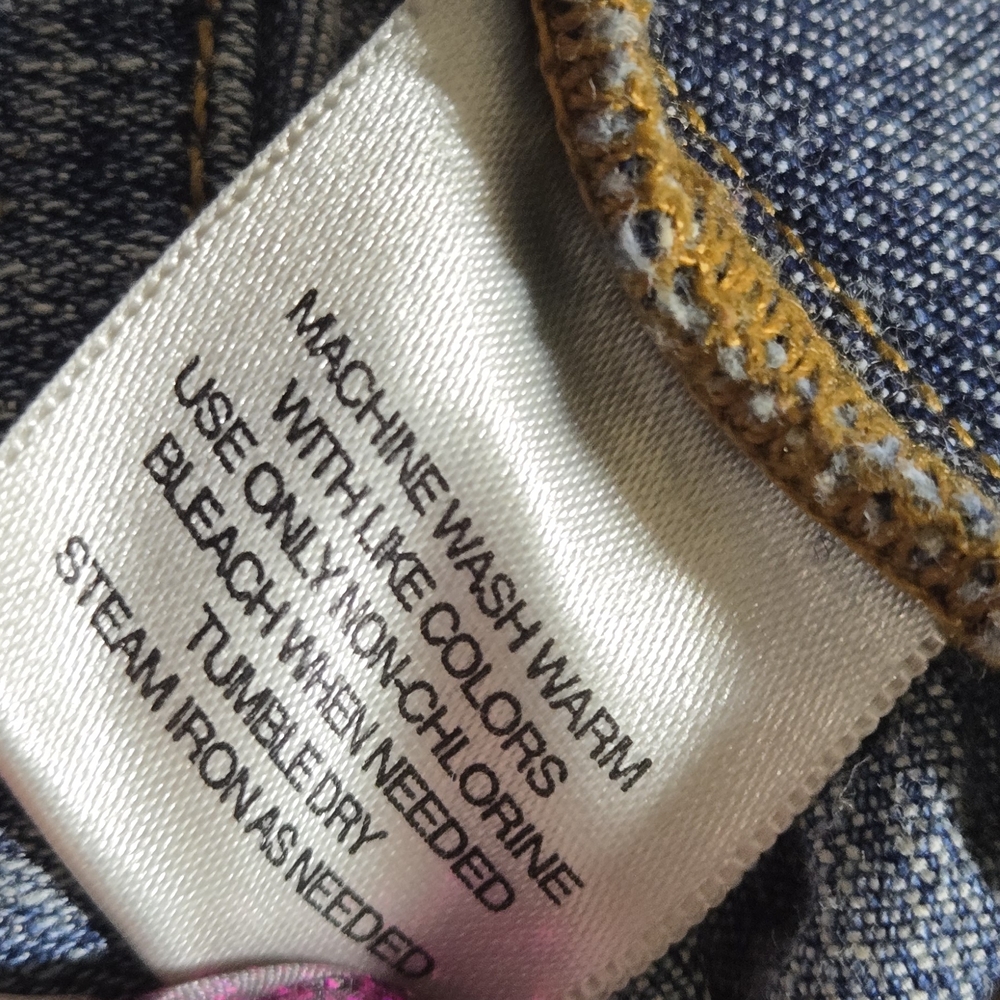 MACHINE WASH WARM
WITH LIKE COLORS
USE ONLY NON-CHLORINE
BLEACH WHEN NEEDED
TUMBLE DRY
STEAM IRON AS NEEDED